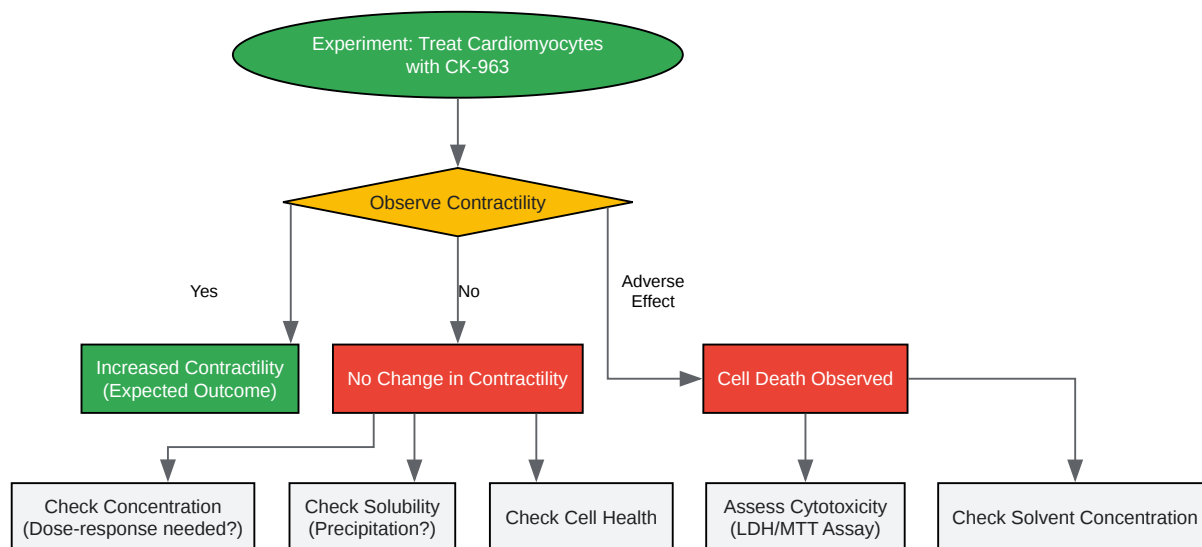 Experiment: Treat Cardiomyocytes
with CK-963
Observe Contractility
Yes
No
Adverse
Effect
Increased Contractility
(Expected Outcome)
No Change in Contractility
Cell Death Observed
Check Concentration
(Dose-response needed?)
Check Solubility
(Precipitation?)
Check Cell Health
Assess Cytotoxicity
(LDH/MTT Assay)
Check Solvent Concentration